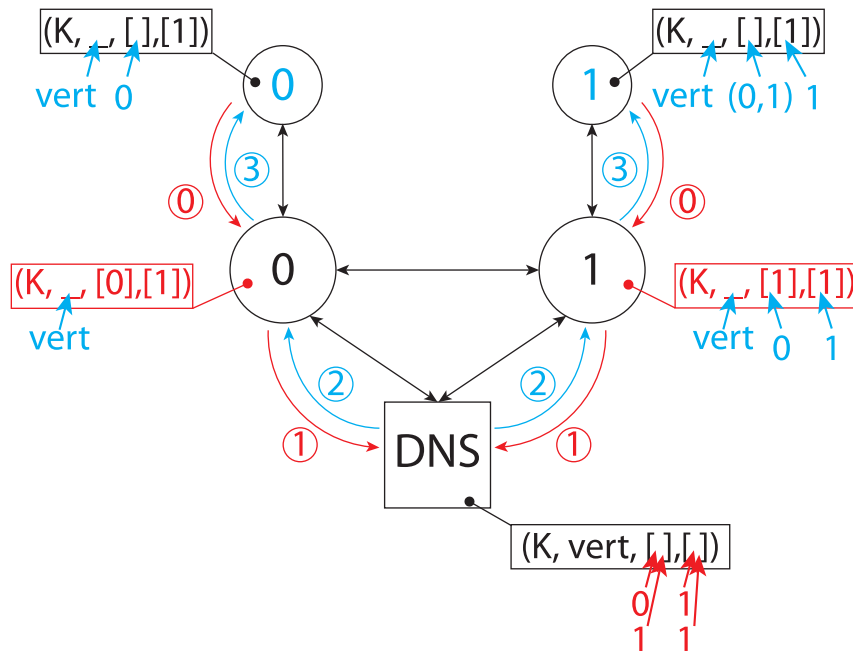 (K, _, [ ],[1])
vert 0
0
(K, _, [ ],[1])
vert (0,1) 1
1
3
0
3
0
0
1
(K, _, [0],[1])
vert
(K, _, [1],[1])
vert 0 1
2
2
1
1
DNS
(K, vert, [ ],[ ])
0 1
1 1